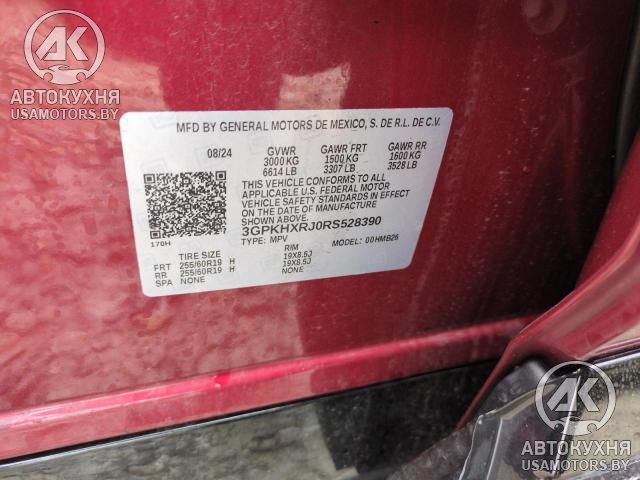 AK
АВТОКУХНЯ
USAMOTORS.BY
MFD BY GENERAL MOTORS DE MEXICO, S. DE R.L. DE C.V.
08/24 GVWR GAWR FRT GAWR RR
3000 KG 1500 KG 1600 KG
6614 LB 3307 LB 3528 LB
THIS VEHICLE CONFORMS TO ALL
APPLICABLE U.S. FEDERAL MOTOR
VEHICLE SAFETY STANDARDS IN EFFECT
ON THE DATE OF MANUFACTURE
SHOWN ABOVE.
3GPKHXRJ0RS528390
TYPE: MPV MODEL: 00HMB26
170H
TIRE SIZE RIM
FRT 255/60R19 H 19X8.5J
RR 255/60R19 H 19X8.5J
SPA NONE NONE
AK
АВТОКУХНЯ
USAMOTORS.BY